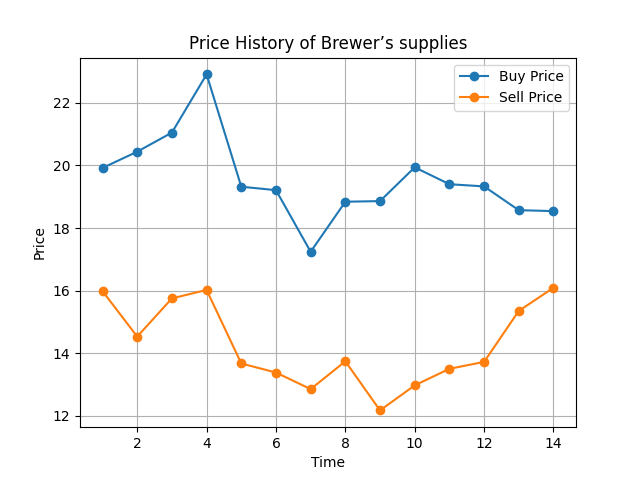 Price History of Brewer’s supplies
Buy Price
Sell Price
22
20
18
16
14
12
Price
2 4 6 8 10 12 14
Time